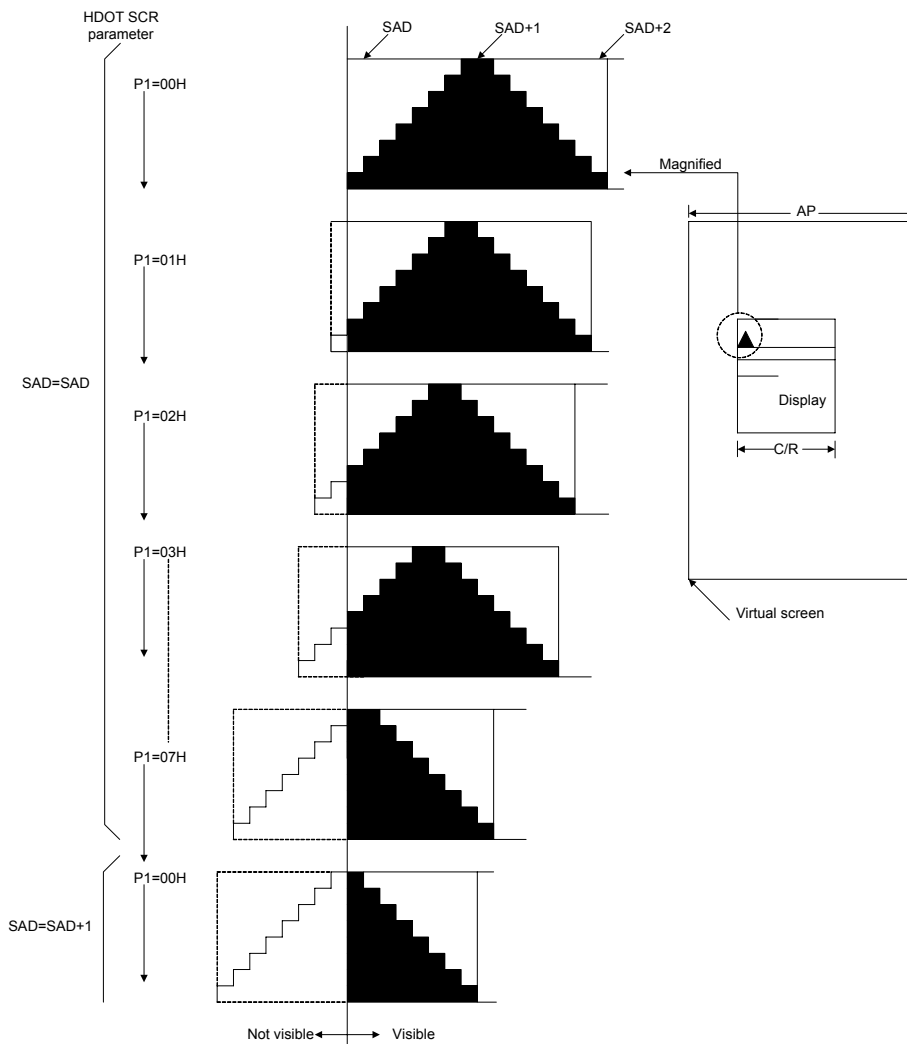 HDOT SCR
parameter
SAD
SAD+1
SAD+2
P1=00H
Magnified
AP
P1=01H
SAD=SAD
P1=02H
Display
C/R
P1=03H
Virtual screen
P1=07H
P1=00H
SAD=SAD+1
Not visible
Visible